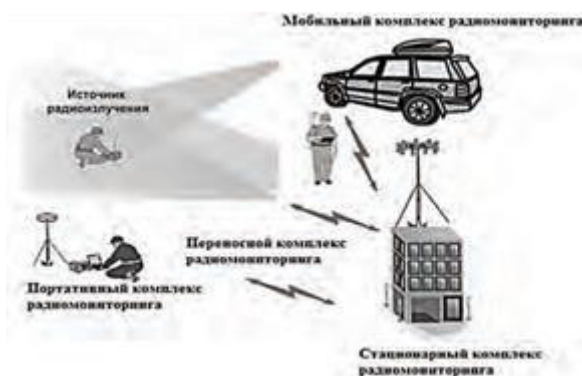 Мобильный комплекс радиомониторинга
Источник
радиоизлучения
Переносной комплекс
радиомониторинга
Портативный комплекс
радиомониторинга
Стационарный комплекс
радиомониторинга